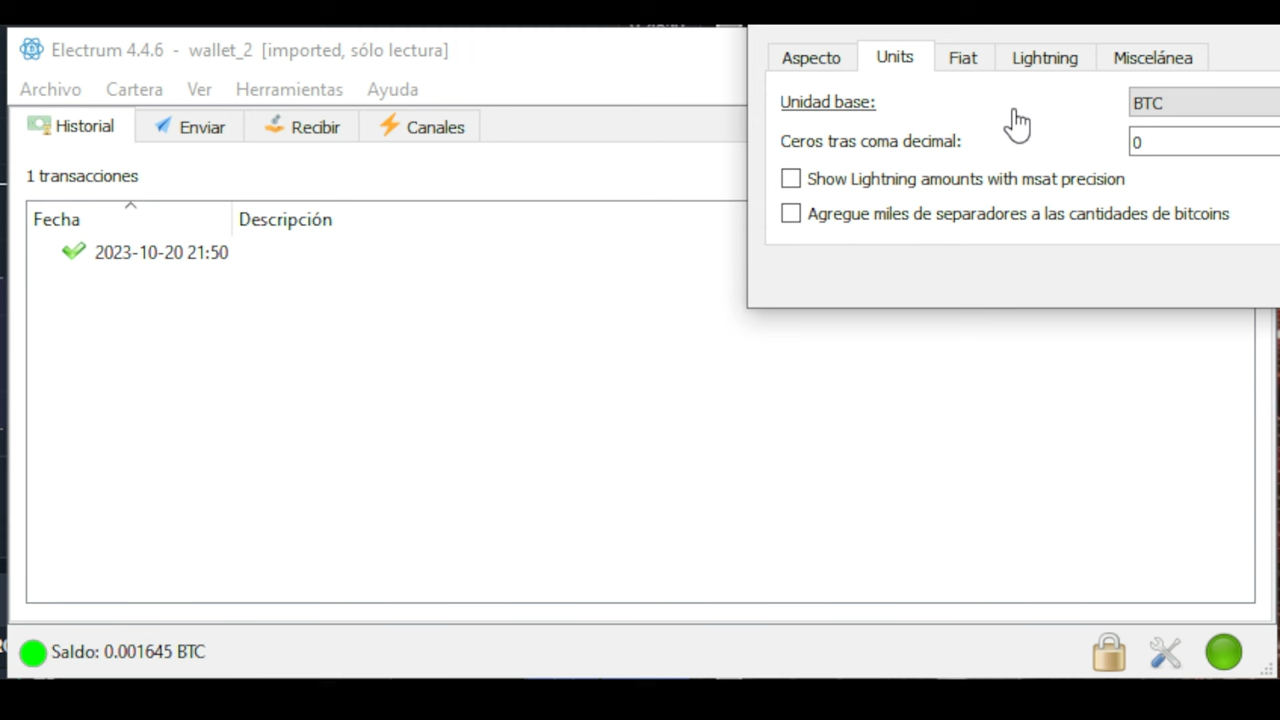 Electrum 4.4.6 - wallet_2 [imported, sólo lectura]
Archivo Cartera Ver Herramientas Ayuda
Historial Enviar Recibir Canales
1 transacciones
Fecha Descripción
2023-10-20 21:50
Aspecto Units Fiat Lightning Miscelánea
Unidad base: BTC
Ceros tras coma decimal: 0
Show Lightning amounts with msat precision
Agregue miles de separadores a las cantidades de bitcoins
Saldo: 0.001645 BTC